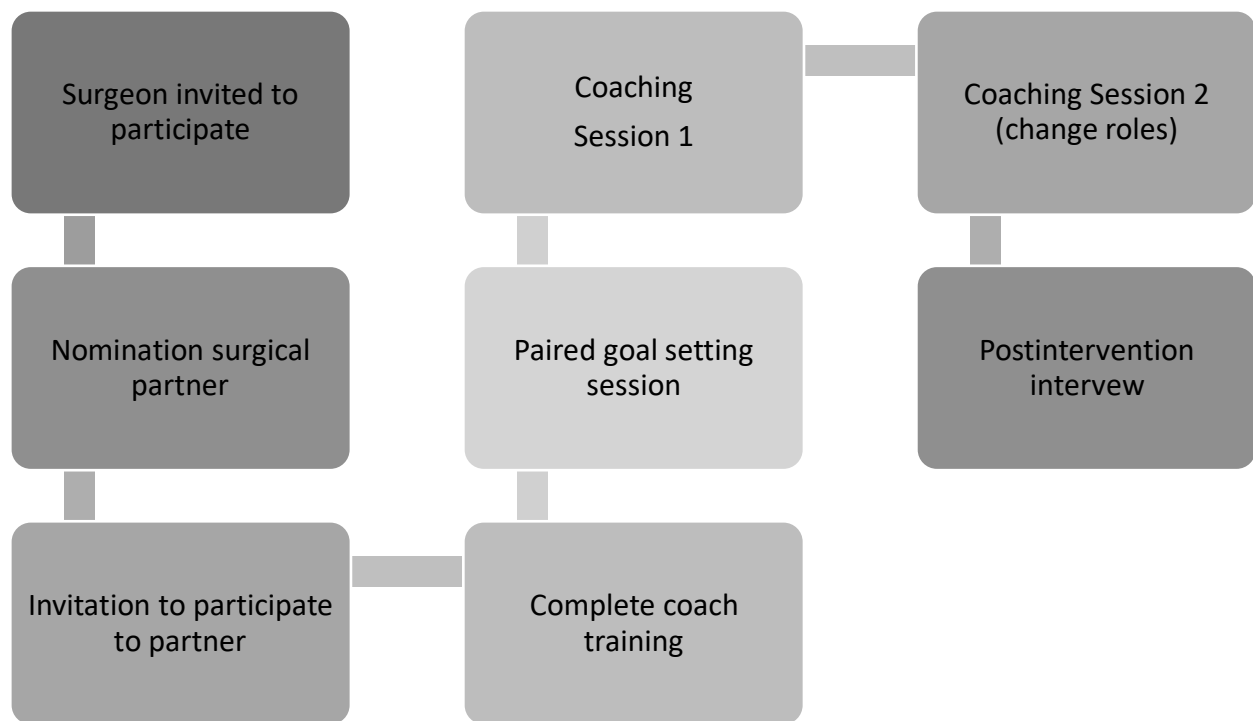 Surgeon invited to
participate
Nomination surgical
partner
Invitation to participate
to partner
Complete coach
training
Paired goal setting
session
Coaching
Session 1
Coaching Session 2
(change roles)
Postintervention
intervew